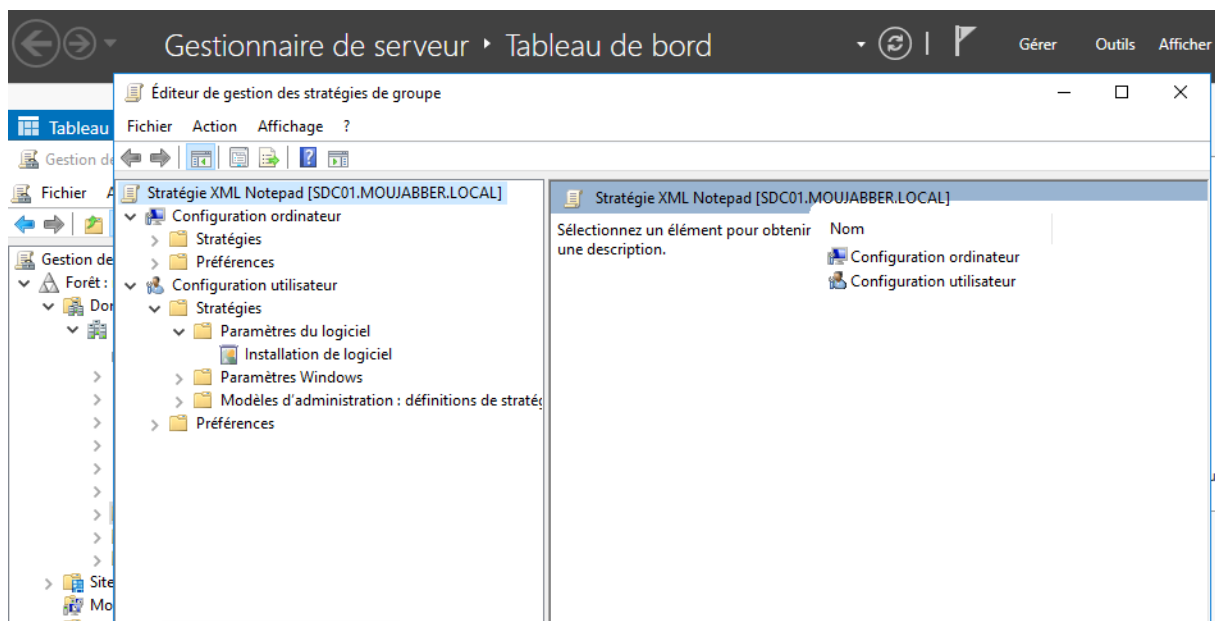 Gestionnaire de serveur ‣ Tableau de bord
Gérer Outils Afficher
Éditeur de gestion des stratégies de groupe
Tableau
Fichier Action Affichage ?
Gestion de
Fichier A
Stratégie XML Notepad [SDC01.MOUJABBER.LOCAL]
Configuration ordinateur
Stratégies
Préférences
Configuration utilisateur
Stratégies
Paramètres du logiciel
Installation de logiciel
Paramètres Windows
Modèles d'administration : définitions de straté
Préférences
Stratégie XML Notepad [SDC01.MOUJABBER.LOCAL]
Sélectionnez un élément pour obtenir
une description.
Nom
Configuration ordinateur
Configuration utilisateur
Gestion de
Forêt :
Dor
Site
Mo